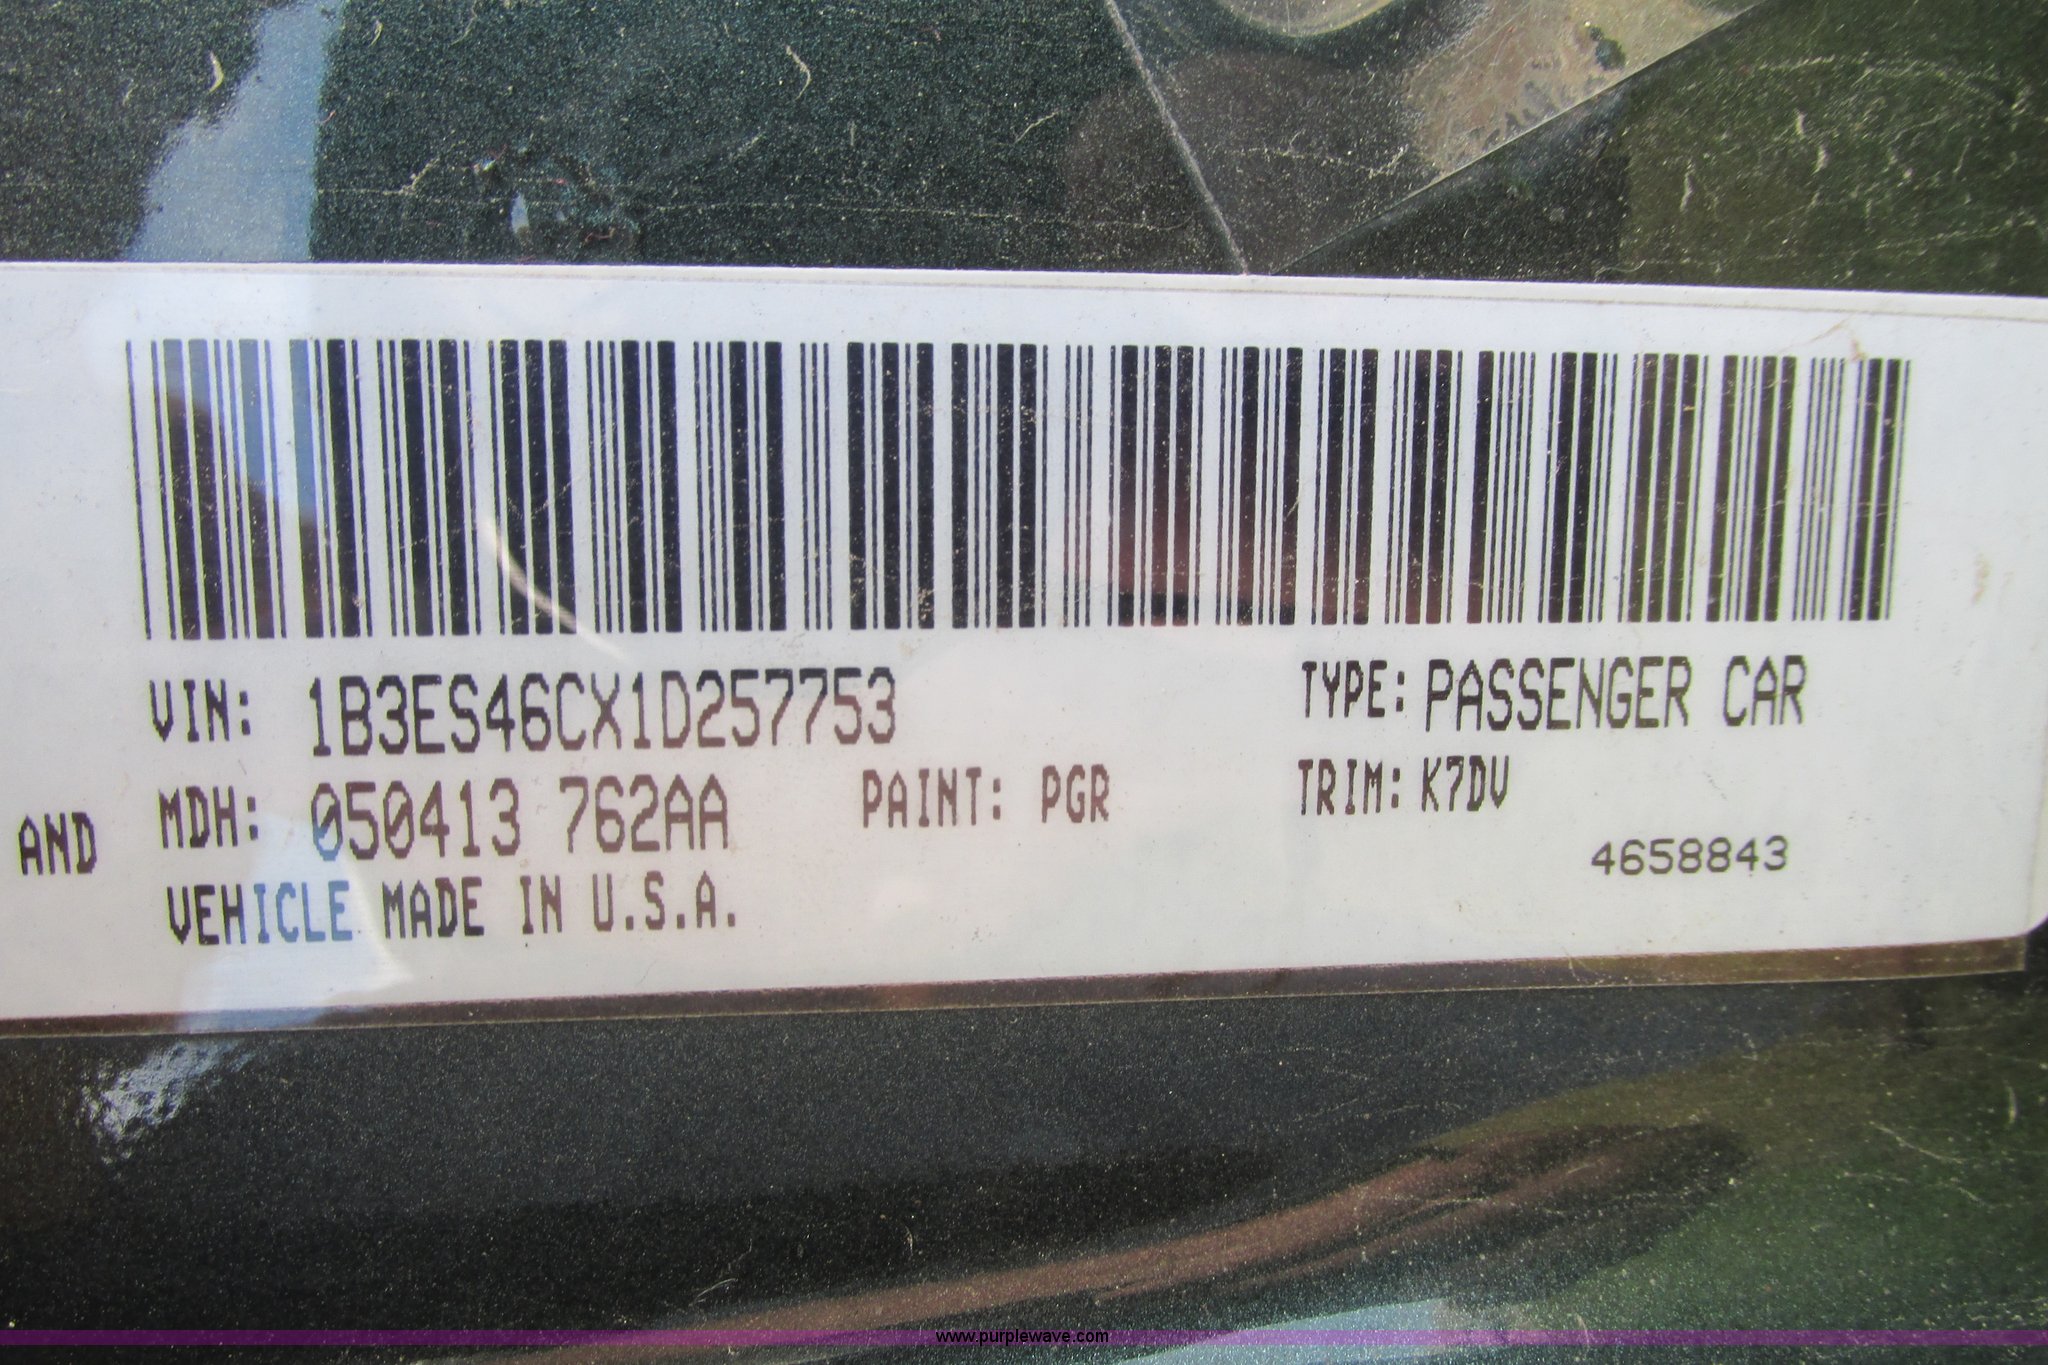 VIN: 1B3ES46CX1D257753 TYPE: PASSENGER CAR
MDH: 050413 762AA PAINT: PGR TRIM: K7DV
AND
4658843
VEHICLE MADE IN U.S.A.
www.purplewave.com